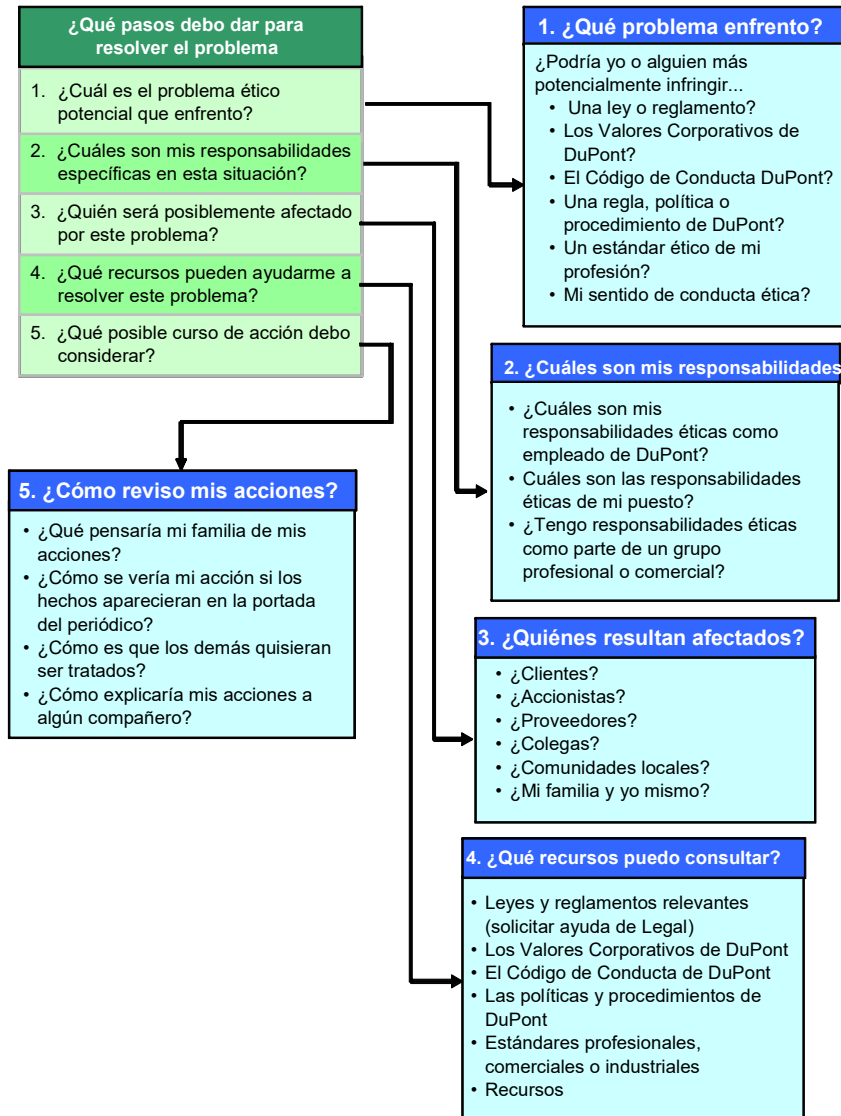 ¿Qué pasos debo dar para
resolver el problema
1. ¿Cuál es el problema ético
potencial que enfrento?
2. ¿Cuáles son mis responsabilidades
específicas en esta situación?
3. ¿Quién será posiblemente afectado
por este problema?
4. ¿Qué recursos pueden ayudarme a
resolver este problema?
5. ¿Qué posible curso de acción debo
considerar?
1. ¿Qué problema enfrento?
¿Podría yo o alguien más
potencialmente infringir...
• Una ley o reglamento?
• Los Valores Corporativos de
DuPont?
• El Código de Conducta DuPont?
• Una regla, política o
procedimiento de DuPont?
• Un estándar ético de mi
profesión?
• Mi sentido de conducta ética?
2. ¿Cuáles son mis responsabilidades
• ¿Cuáles son mis
responsabilidades éticas como
empleado de DuPont?
• Cuáles son las responsabilidades
éticas de mi puesto?
• ¿Tengo responsabilidades éticas
como parte de un grupo
profesional o comercial?
3. ¿Quiénes resultan afectados?
• ¿Clientes?
• ¿Accionistas?
• ¿Proveedores?
• ¿Colegas?
• ¿Comunidades locales?
• ¿Mi familia y yo mismo?
4. ¿Qué recursos puedo consultar?
• Leyes y reglamentos relevantes
(solicitar ayuda de Legal)
• Los Valores Corporativos de DuPont
• El Código de Conducta de DuPont
• Las políticas y procedimientos de
DuPont
• Estándares profesionales,
comerciales o industriales
• Recursos
5. ¿Cómo reviso mis acciones?
• ¿Qué pensaría mi familia de mis
acciones?
• ¿Cómo se vería mi acción si los
hechos aparecieran en la portada
del periódico?
• ¿Cómo es que los demás quisieran
ser tratados?
• ¿Cómo explicaría mis acciones a
algún compañero?